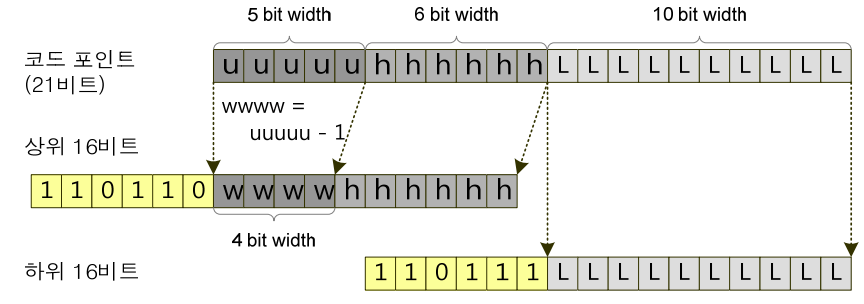 5 bit width 6 bit width 10 bit width
코드 포인트 u u u u u h h h h h h L L L L L L L L L L
(21비트)
wwww =
uuuuu - 1
상위 16비트
1 1 0 1 1 0 w w w w h h h h h h
4 bit width
하위 16비트 1 1 0 1 1 1 L L L L L L L L L L